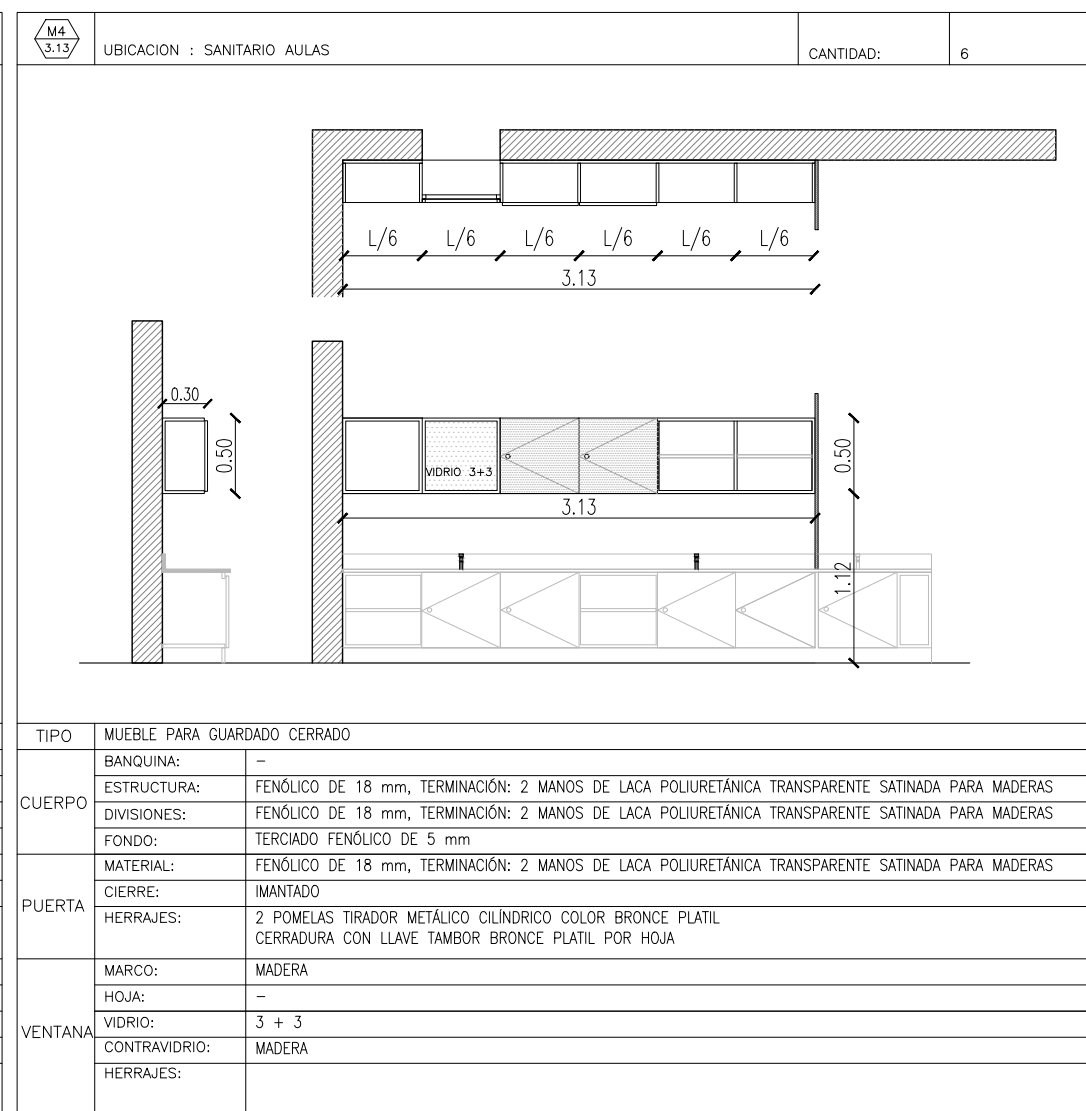 M4
3.13
UBICACION : SANITARIO AULAS
CANTIDAD:
6
L/6 L/6 L/6 L/6 L/6 L/6
3.13
0.30
0.50
VIDRIO 3+3
0.50
3.13
1.12
TIPO MUEBLE PARA GUARDADO CERRADO
CUERPO
BANQUINA: –
ESTRUCTURA: FENÓLICO DE 18 mm, TERMINACIÓN: 2 MANOS DE LACA POLIURETÁNICA TRANSPARENTE SATINADA PARA MADERAS
DIVISIONES: FENÓLICO DE 18 mm, TERMINACIÓN: 2 MANOS DE LACA POLIURETÁNICA TRANSPARENTE SATINADA PARA MADERAS
FONDO: TERCIADO FENÓLICO DE 5 mm
PUERTA
MATERIAL: FENÓLICO DE 18 mm, TERMINACIÓN: 2 MANOS DE LACA POLIURETÁNICA TRANSPARENTE SATINADA PARA MADERAS
CIERRE: IMANTADO
HERRAJES: 2 POMELAS TIRADOR METÁLICO CILÍNDRICO COLOR BRONCE PLATIL
CERRADURA CON LLAVE TAMBOR BRONCE PLATIL POR HOJA
VENTANA
MARCO: MADERA
HOJA: –
VIDRIO: 3 + 3
CONTRAVIDRIO: MADERA
HERRAJES: